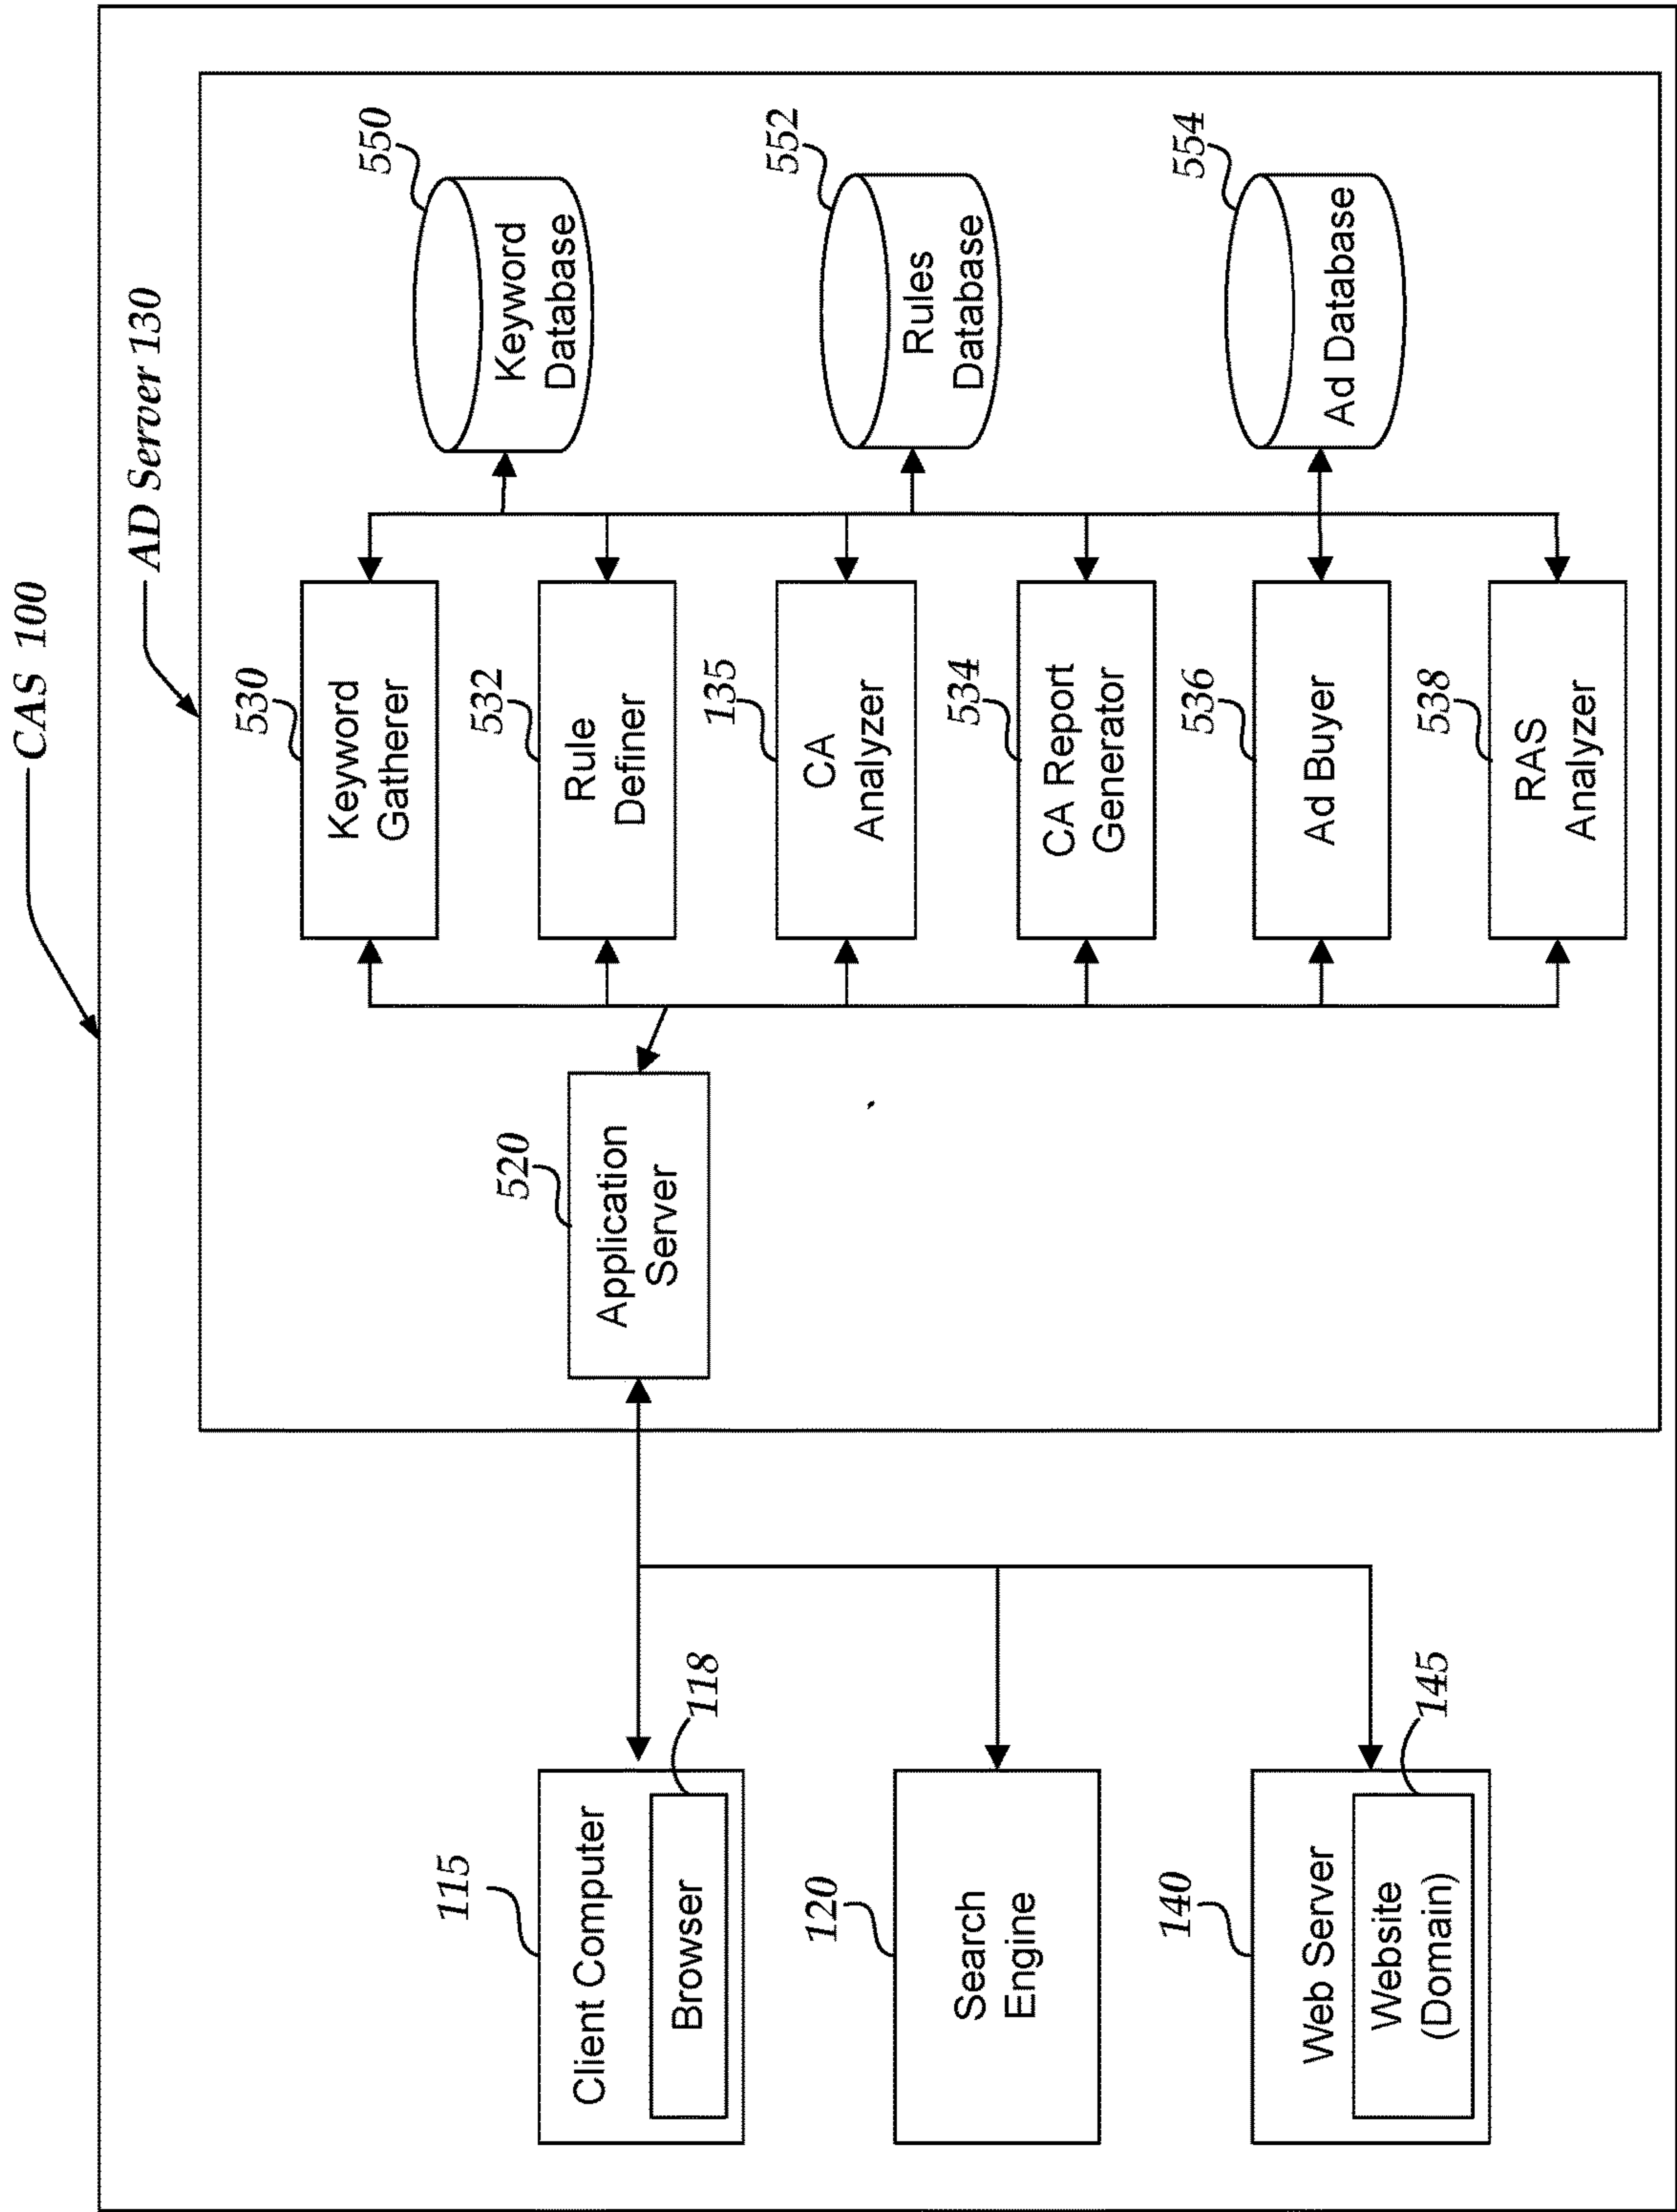 CAS 100
AD Server 130
115
Client Computer
118
Browser
120
Search
Engine
140
Web Server
145
Website
(Domain)
520
Application
Server
530
Keyword
Gatherer
532
Rule
Definer
135
CA
Analyzer
534
CA Report
Generator
536
Ad Buyer
538
RAS
Analyzer
550
Keyword
Database
552
Rules
Database
554
Ad Database